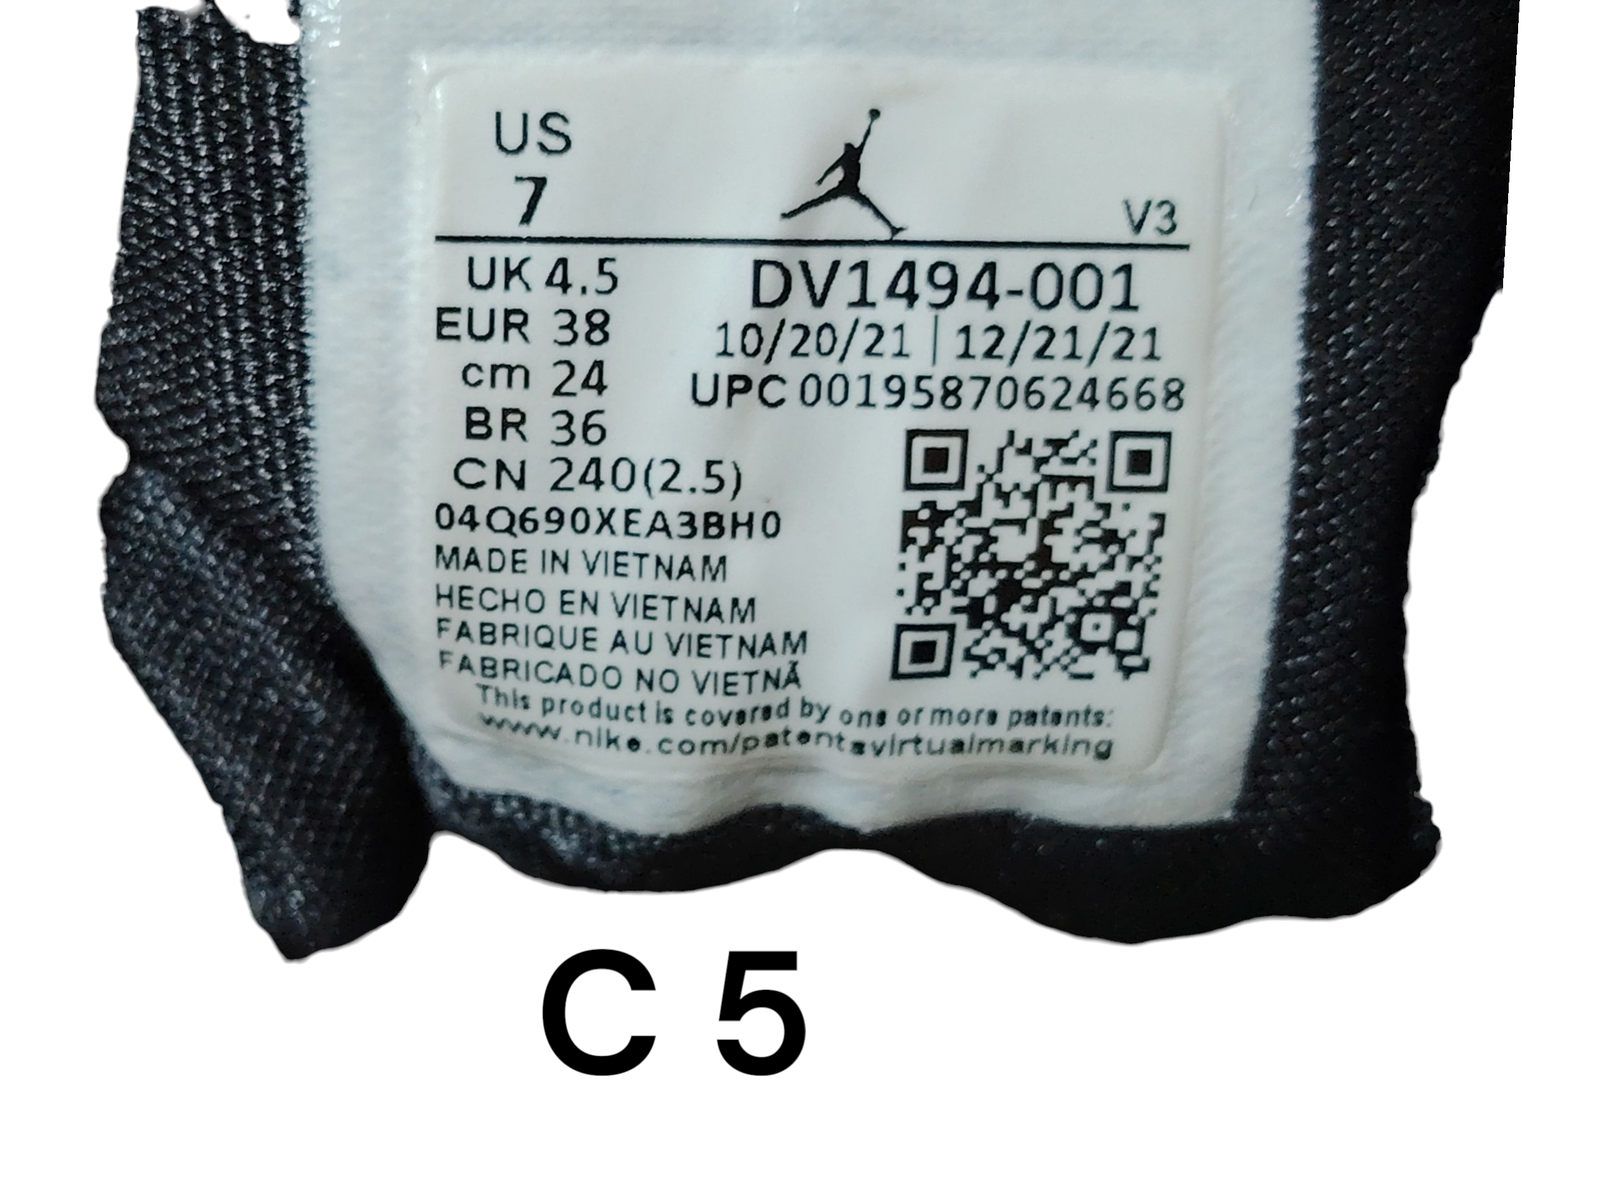 US
7
V3
UK 4.5
EUR 38
cm 24
BR 36
CN 240(2.5)
DV1494-001
10/20/21 | 12/21/21
UPC 00195870624668
04Q690XEA3BH0
MADE IN VIETNAM
HECHO EN VIETNAM
FABRIQUE AU VIETNAM
FABRICADO NO VIETNÃ
This product is covered by one or more patents:
www.nike.com/patentsvirtualmarking
C 5